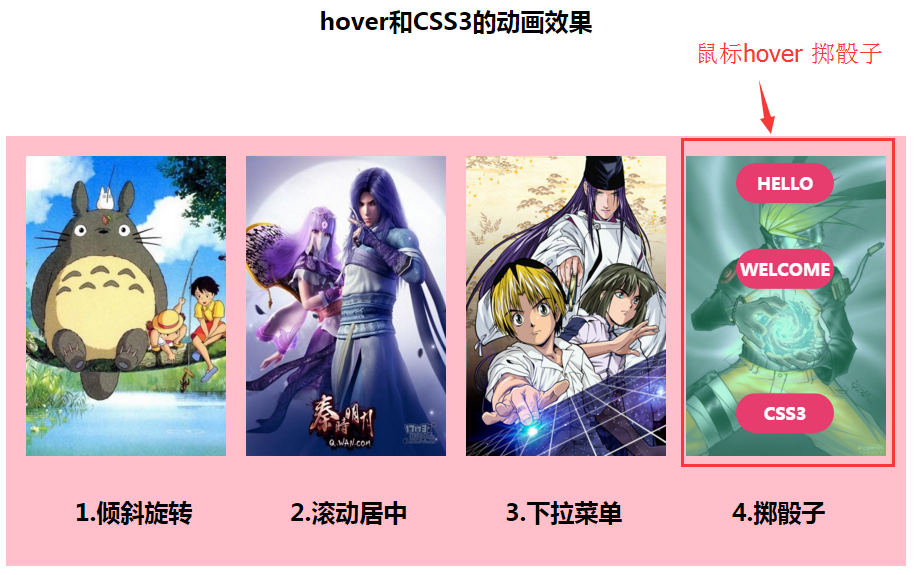 hover和CSS3的动画效果
鼠标hover 掷骰子
HELLO
WELCOME
CSS3
秦时明月
Q.WAN.COM
1.倾斜旋转
2.滚动居中
3.下拉菜单
4.掷骰子